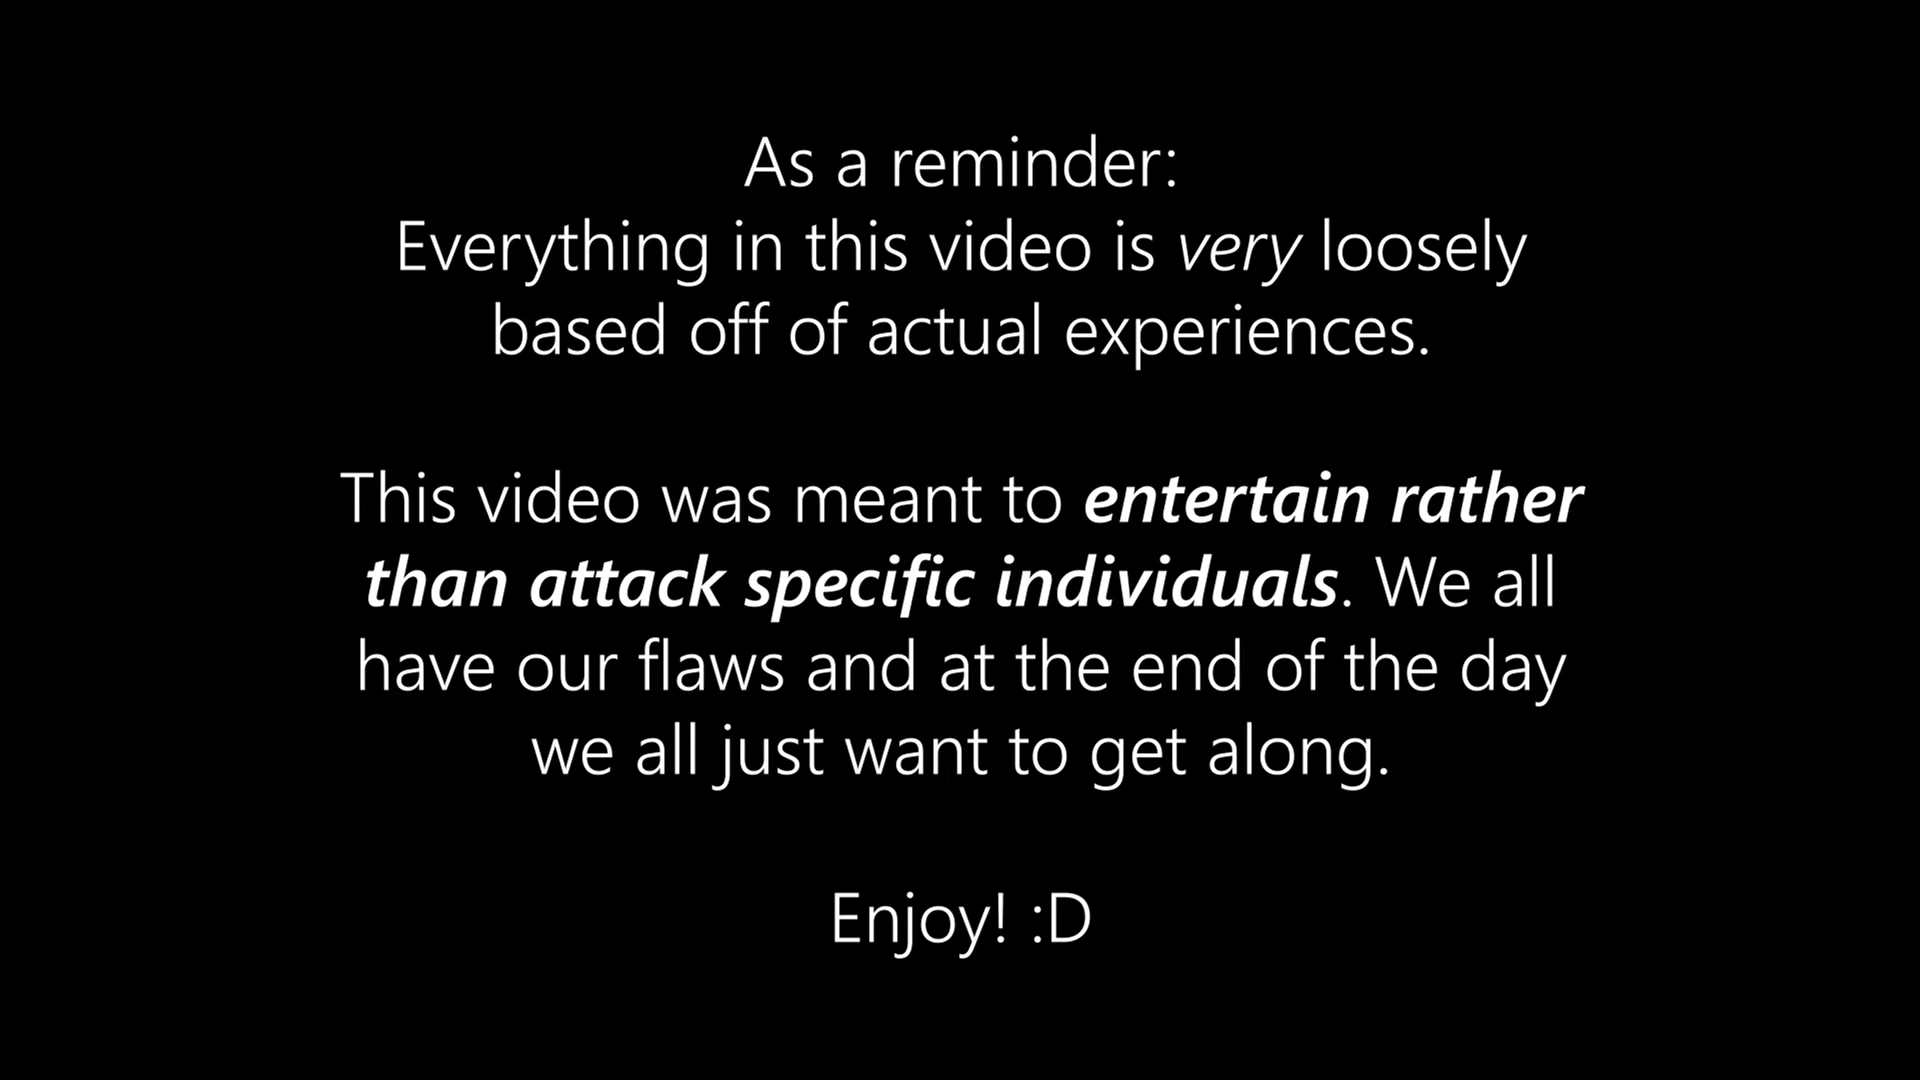 As a reminder:
Everything in this video is very loosely
based off of actual experiences.
This video was meant to entertain rather
than attack specific individuals. We all
have our flaws and at the end of the day
we all just want to get along.
Enjoy! :D